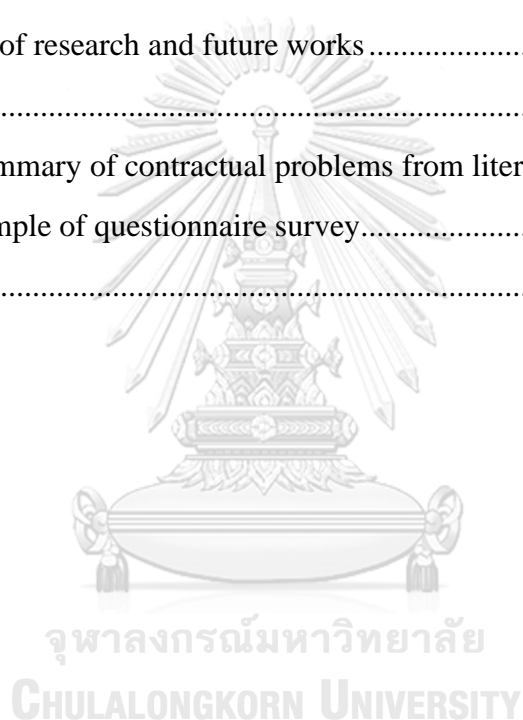 of research and future works....................
..........................................................................
mmary of contractual problems from liter
mple of questionnaire survey.....................
..........................................................................
จุฬาลงกรณ์มหาวิทยาลัย
CHULALONGKORN UNIVERSITY